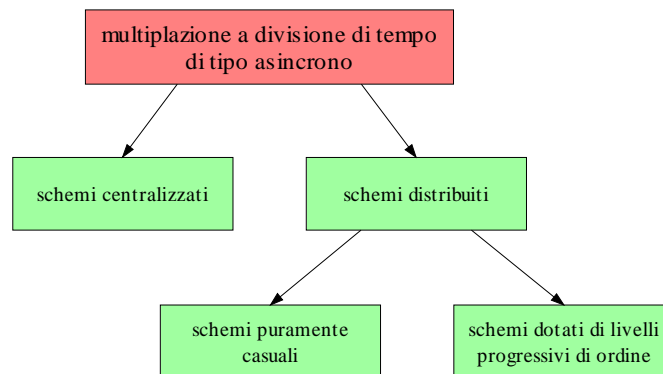 multiplazione a divisione di tempo
di tipo asincrono
schemi centralizzati
schemi distribuiti
schemi puramente
casuali
schemi dotati di livelli
progressivi di ordine